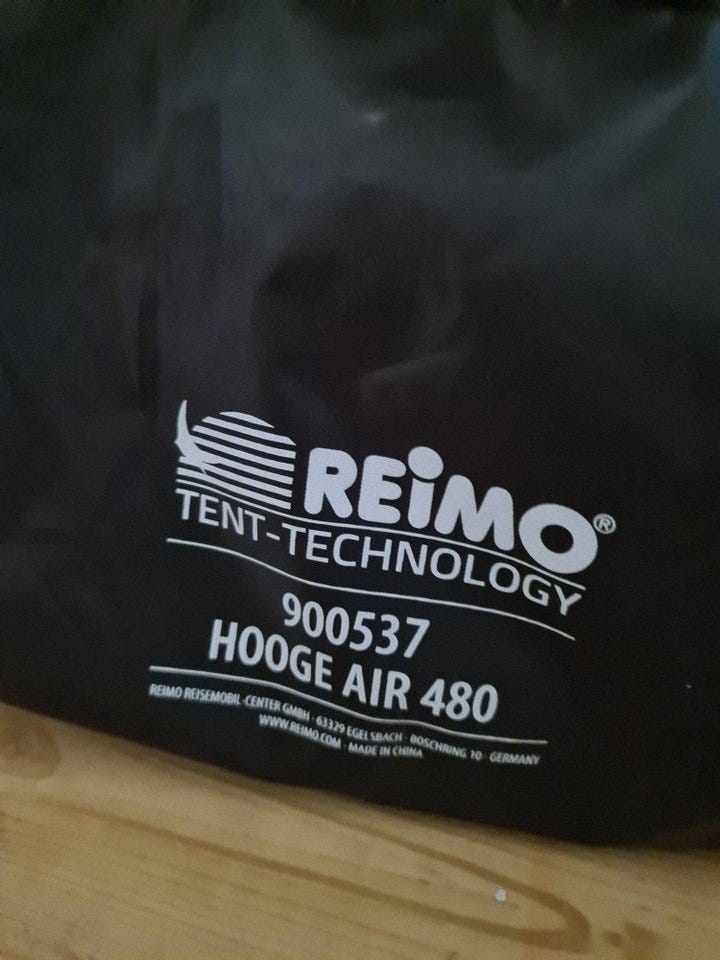 REIMO®
TENT-TECHNOLOGY
900537
HOOGE AIR 480
REIMO REISEMOBIL-CENTER GMBH · 63329 EGELSBACH · BOSCHRING 10 · GERMANY
WWW.REIMO.COM · MADE IN CHINA